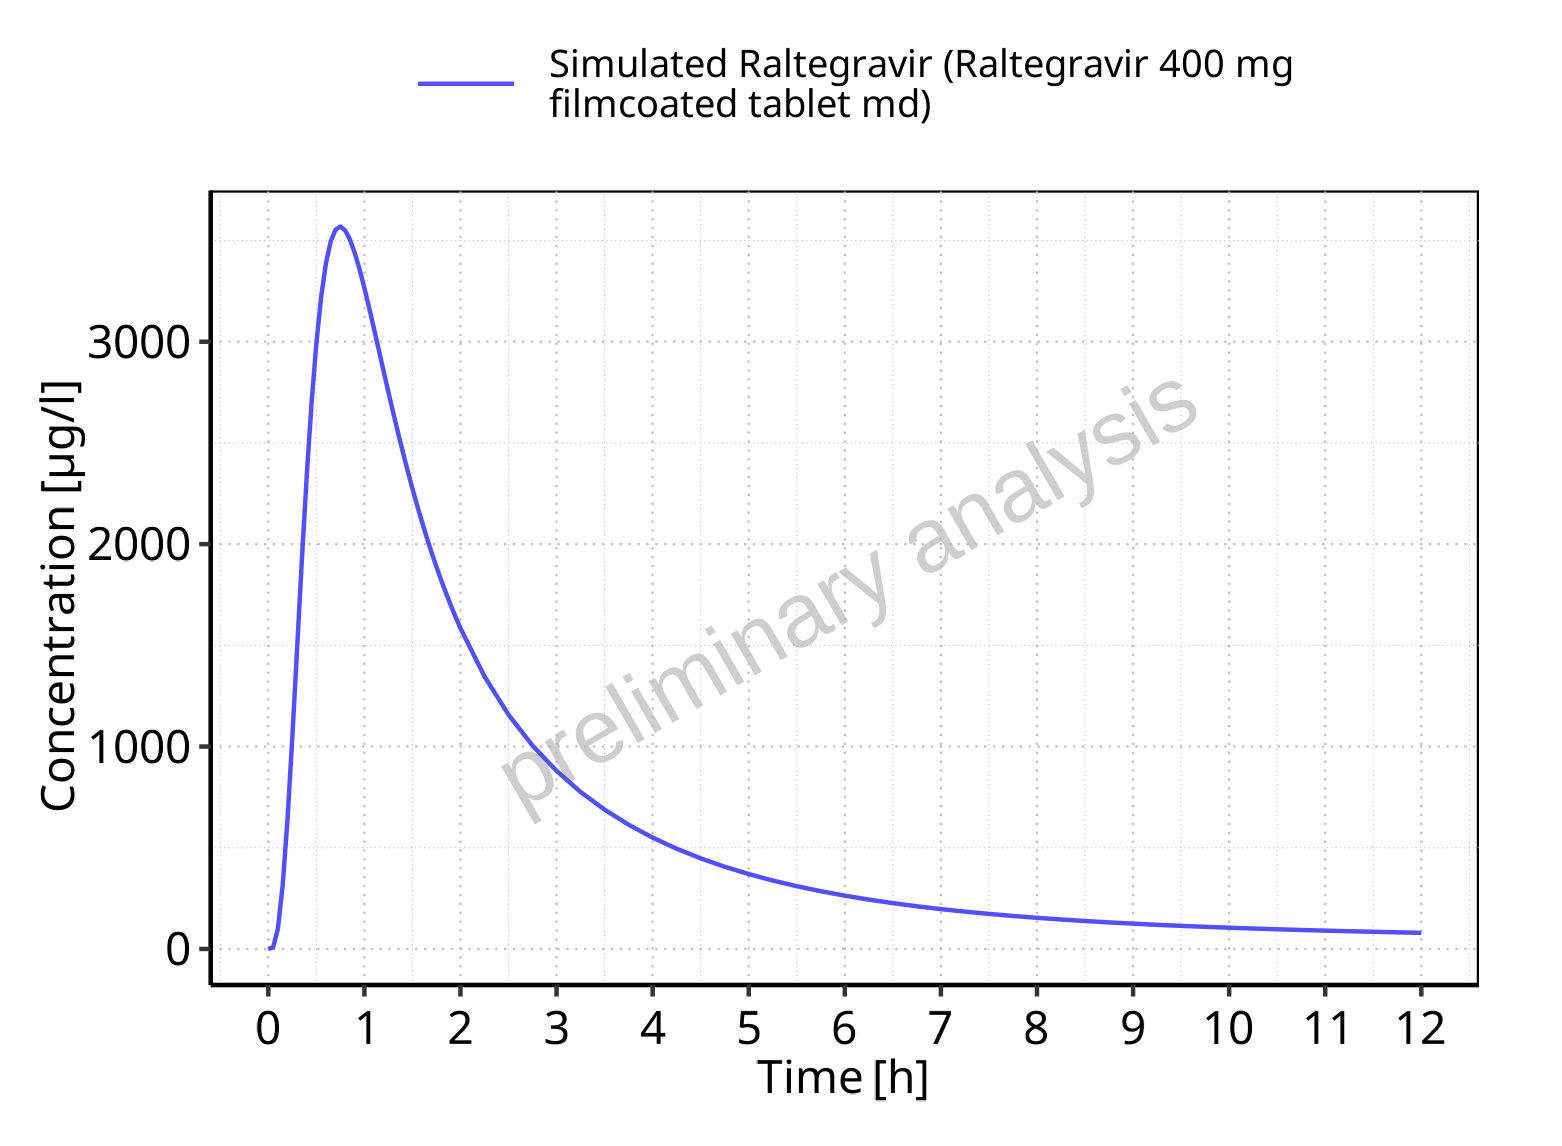 Simulated Raltegravir (Raltegravir 400 mg
filmcoated tablet md)
Concentration [µg/l]
3000
2000
1000
0
preliminary analysis
0 1 2 3 4 5 6 7 8 9 10 11 12
Time [h]